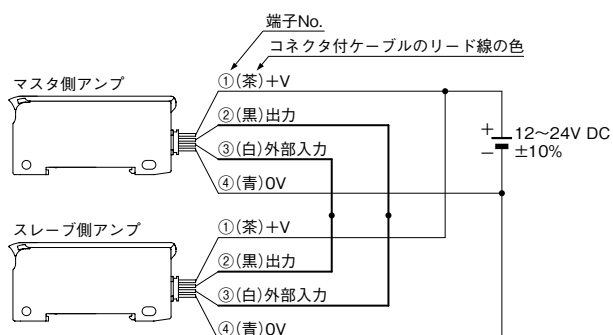 端子No.
コネクタ付ケーブルのリード線の色
マスタ側アンプ
①(茶)+V
②(黒)出力
③(白)外部入力
④(青)0V
+
−
12〜24V DC
±10%
スレーブ側アンプ
①(茶)+V
②(黒)出力
③(白)外部入力
④(青)0V